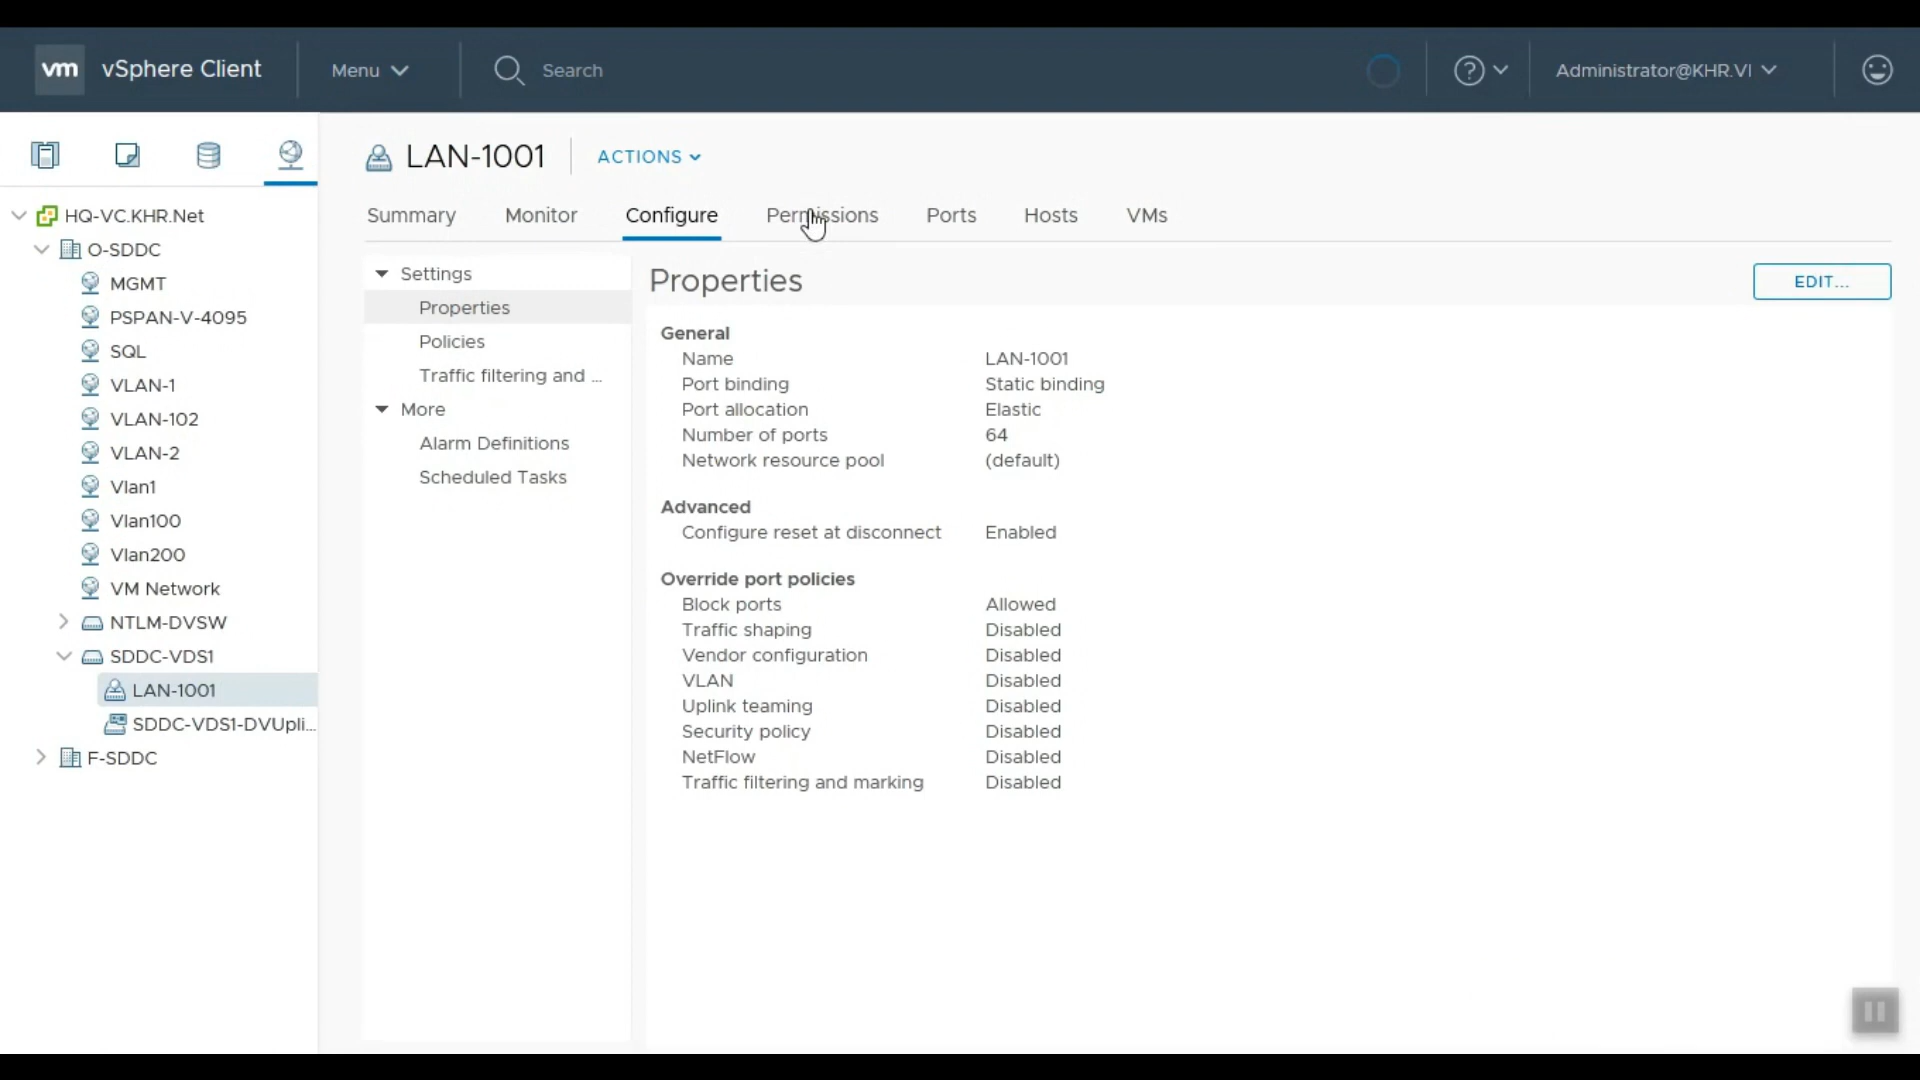 vm vSphere Client Menu Search Administrator@KHR.VI
LAN-1001 ACTIONS
Summary Monitor Configure Permissions Ports Hosts VMs
HQ-VC.KHR.Net
O-SDDC
MGMT
PSPAN-V-4095
SQL
VLAN-1
VLAN-102
VLAN-2
Vlan1
Vlan100
Vlan200
VM Network
NTLM-DVSW
SDDC-VDS1
LAN-1001
SDDC-VDS1-DVUpli...
F-SDDC
Settings
Properties
Policies
Traffic filtering and ...
More
Alarm Definitions
Scheduled Tasks
Properties EDIT...
General
Name LAN-1001
Port binding Static binding
Port allocation Elastic
Number of ports 64
Network resource pool (default)
Advanced
Configure reset at disconnect Enabled
Override port policies
Block ports Allowed
Traffic shaping Disabled
Vendor configuration Disabled
VLAN Disabled
Uplink teaming Disabled
Security policy Disabled
NetFlow Disabled
Traffic filtering and marking Disabled